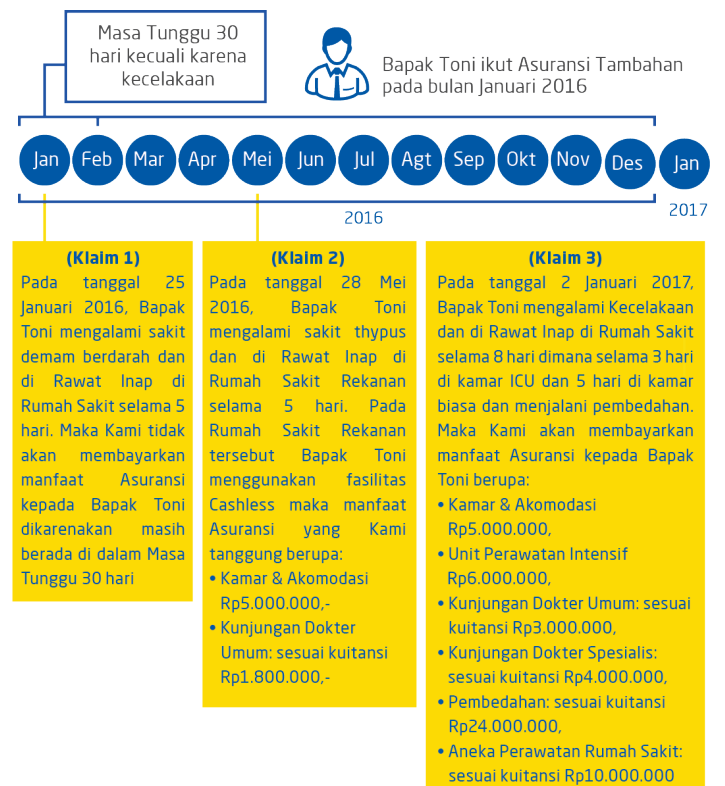 Masa Tunggu 30
hari kecuali karena
kecelakaan
Bapak Toni ikut Asuransi Tambahan
pada bulan Januari 2016
Jan Feb Mar Apr Mei Jun Jul Agt Sep Okt Nov Des Jan
2016
2017
(Klaim 1)
Pada tanggal 25
Januari 2016, Bapak
Toni mengalami sakit
demam berdarah dan
di Rawat Inap di
Rumah Sakit selama 5
hari. Maka Kami tidak
akan membayarkan
manfaat Asuransi
kepada Bapak Toni
dikarenakan masih
berada di dalam Masa
Tunggu 30 hari
(Klaim 2)
Pada tanggal 28 Mei
2016, Bapak Toni
mengalami sakit thypus
dan di Rawat Inap di
Rumah Sakit Rekanan
selama 5 hari. Pada
Rumah Sakit Rekanan
tersebut Bapak Toni
menggunakan fasilitas
Cashless maka manfaat
Asuransi yang Kami
tanggung berupa:
• Kamar & Akomodasi
Rp5.000.000,-
• Kunjungan Dokter
Umum: sesuai kuitansi
Rp1.800.000,-
(Klaim 3)
Pada tanggal 2 Januari 2017,
Bapak Toni mengalami Kecelakaan
dan di Rawat Inap di Rumah Sakit
selama 8 hari dimana selama 3 hari
di kamar ICU dan 5 hari di kamar
biasa dan menjalani pembedahan.
Maka Kami akan membayarkan
manfaat Asuransi kepada Bapak
Toni berupa:
• Kamar & Akomodasi
Rp5.000.000,
• Unit Perawatan Intensif
Rp6.000.000,
• Kunjungan Dokter Umum: sesuai
kuitansi Rp3.000.000,
• Kunjungan Dokter Spesialis:
sesuai kuitansi Rp4.000.000,
• Pembedahan: sesuai kuitansi
Rp24.000.000,
• Aneka Perawatan Rumah Sakit:
sesuai kuitansi Rp10.000.000